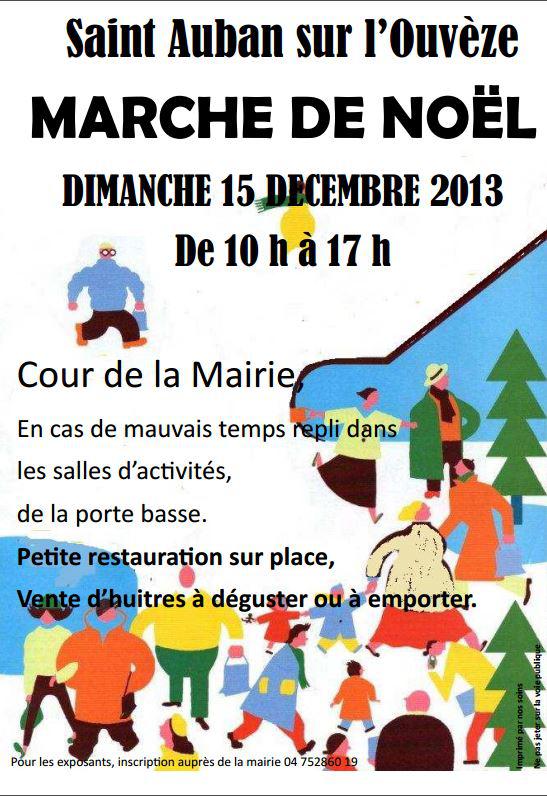 Saint Auban sur l'Ouvèze
MARCHE DE NOËL
DIMANCHE 15 DECEMBRE 2013
De 10 h à 17 h
Cour de la Mairie,
En cas de mauvais temps repli dans
les salles d'activités,
de la porte basse.
Petite restauration sur place,
Vente d'huitres à déguster ou à emporter.
Pour les exposants, inscription auprès de la mairie 04 752860 19
Imprimé par nos soins
Ne pas jeter sur la voie publique